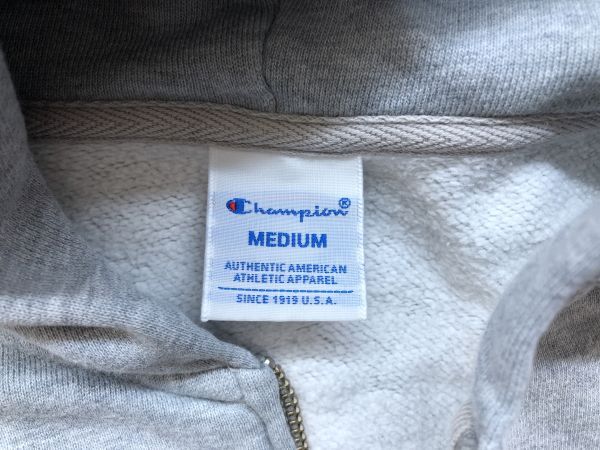 Champion®
MEDIUM
AUTHENTIC AMERICAN
ATHLETIC APPAREL
SINCE 1919 U.S.A.